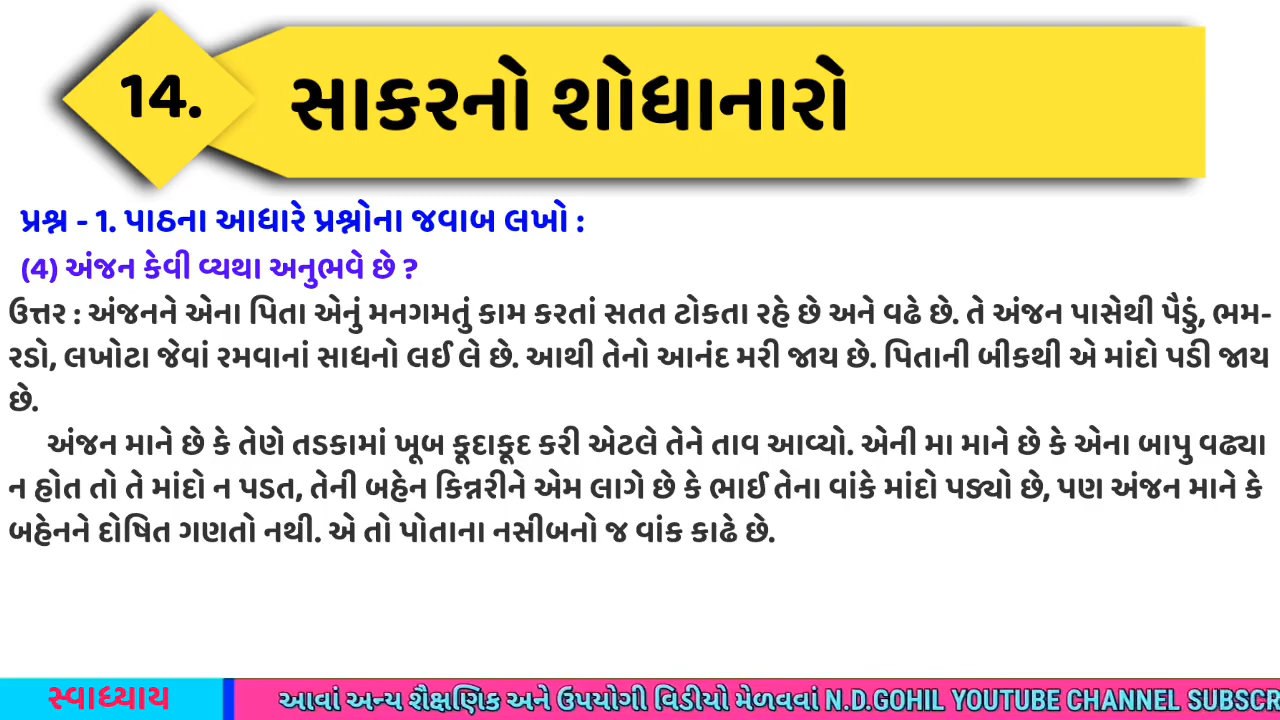 14.
સાકરનો શોધાનારો
પ્રશ્ન - 1. પાઠના આધારે પ્રશ્નોના જવાબ લખો :
(4) અંજન કેવી વ્યથા અનુભવે છે ?
ઉત્તર : અંજનને એના પિતા એનું મનગમતું કામ કરતાં સતત ટોકતા રહે છે અને વઢે છે. તે અંજન પાસેથી પૈડું, ભમ-
રડો, લખોટા જેવાં રમવાનાં સાધનો લઈ લે છે. આથી તેનો આનંદ મરી જાય છે. પિતાની બીકથી એ માંદો પડી જાય
છે.
અંજન માને છે કે તેણે તડકામાં ખૂબ કૂદાકૂદ કરી એટલે તેને તાવ આવ્યો. એની મા માને છે કે એના બાપુ વઢ્યા
ન હોત તો તે માંદો ન પડત, તેની બહેન કિન્નરીને એમ લાગે છે કે ભાઈ તેના વાંકે માંદો પડ્યો છે, પણ અંજન માને કે
બહેનને દોષિત ગણતો નથી. એ તો પોતાના નસીબનો જ વાંક કાઢે છે.
સ્વાધ્યાય
આવાં અન્ય શૈક્ષણિક અને ઉપયોગી વિડીયો મેળવવાં N.D.GOHIL YOUTUBE CHANNEL SUBSCR